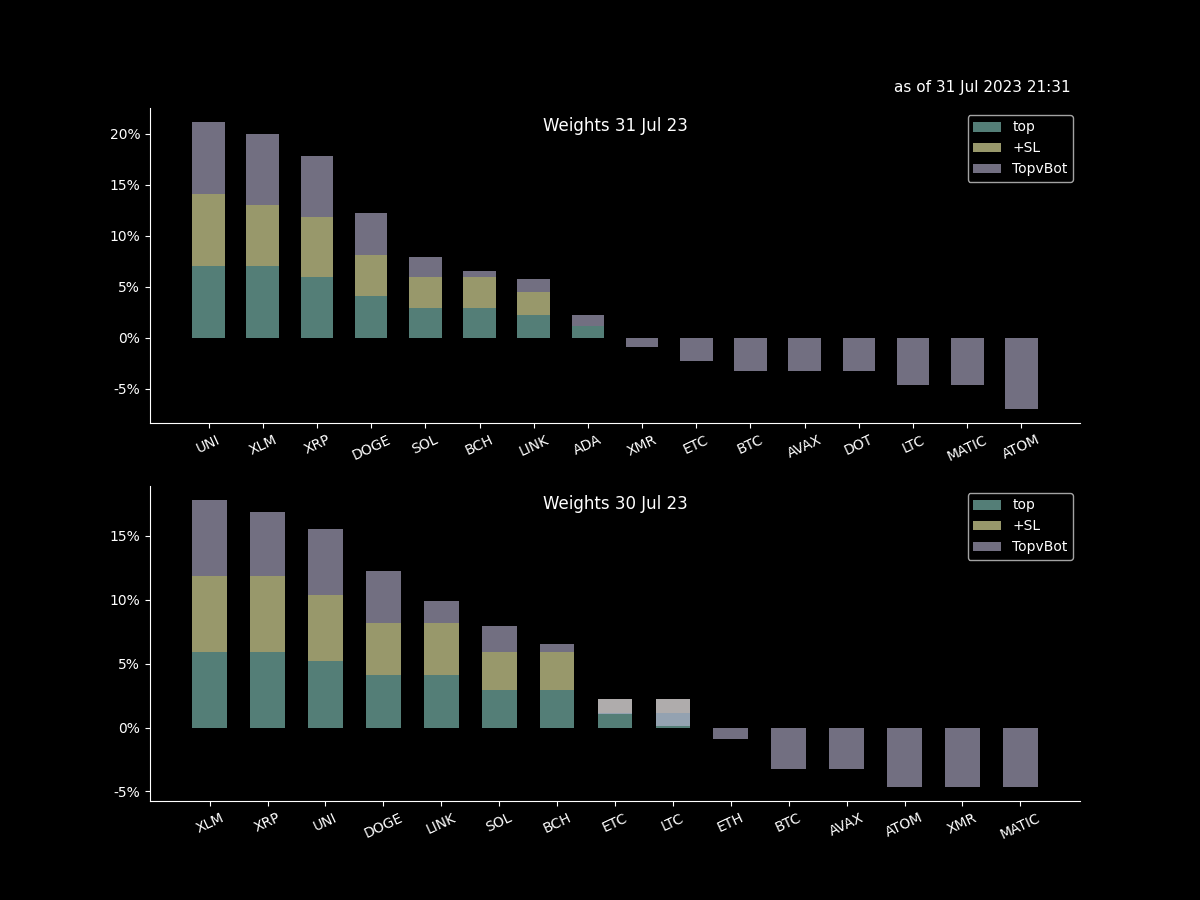 as of 31 Jul 2023 21:31
Weights 31 Jul 23
top
+SL
TopvBot
20%
15%
10%
5%
0%
-5%
UNI XLM XRP DOGE SOL BCH LINK ADA XMR ETC BTC AVAX DOT LTC MATIC ATOM
Weights 30 Jul 23
top
+SL
TopvBot
15%
10%
5%
0%
-5%
XLM XRP UNI DOGE LINK SOL BCH ETC LTC ETH BTC AVAX ATOM XMR MATIC